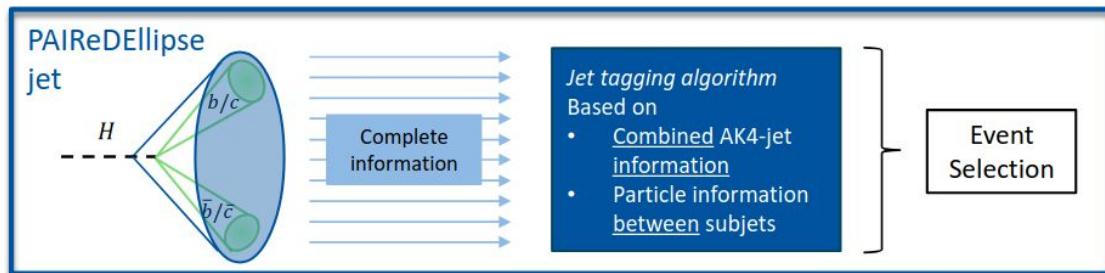 PAIReDEllipse
jet
H
b/c
b̄/c̄
Complete
information
Jet tagging algorithm
Based on
• Combined AK4-jet
information
• Particle information
between subjets
Event
Selection